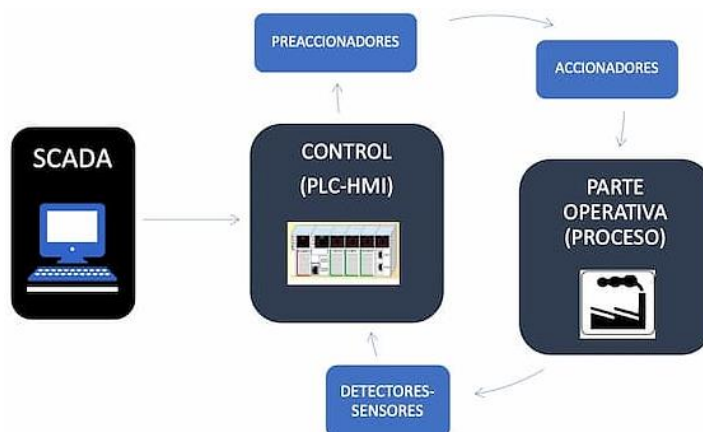 PREACCIONADORES
ACCIONADORES
SCADA
CONTROL
(PLC-HMI)
PARTE
OPERATIVA
(PROCESO)
DETECTORES-
SENSORES